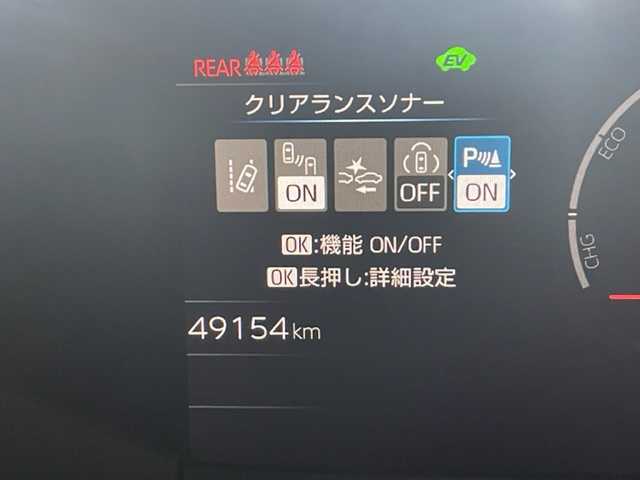 REAR EV
クリアランスソナー
ON OFF P ON
ECO
OK:機能 ON/OFF
CHG
OK長押し:詳細設定
49154km